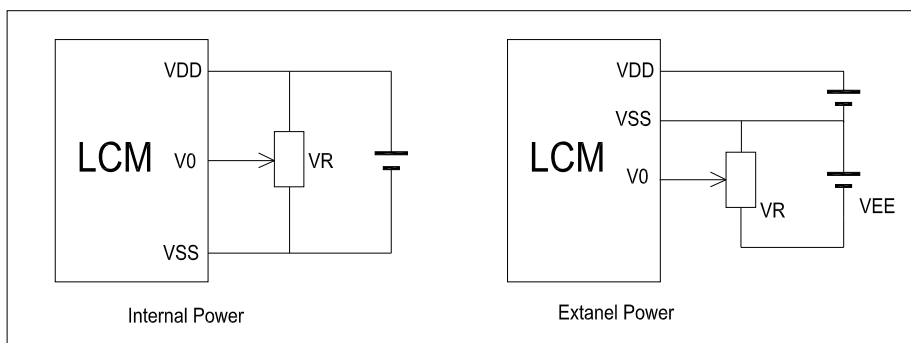 VDD
LCM
V0
VR
VSS
Internal Power
VDD
VSS
LCM
V0
VR
VEE
Extanel Power